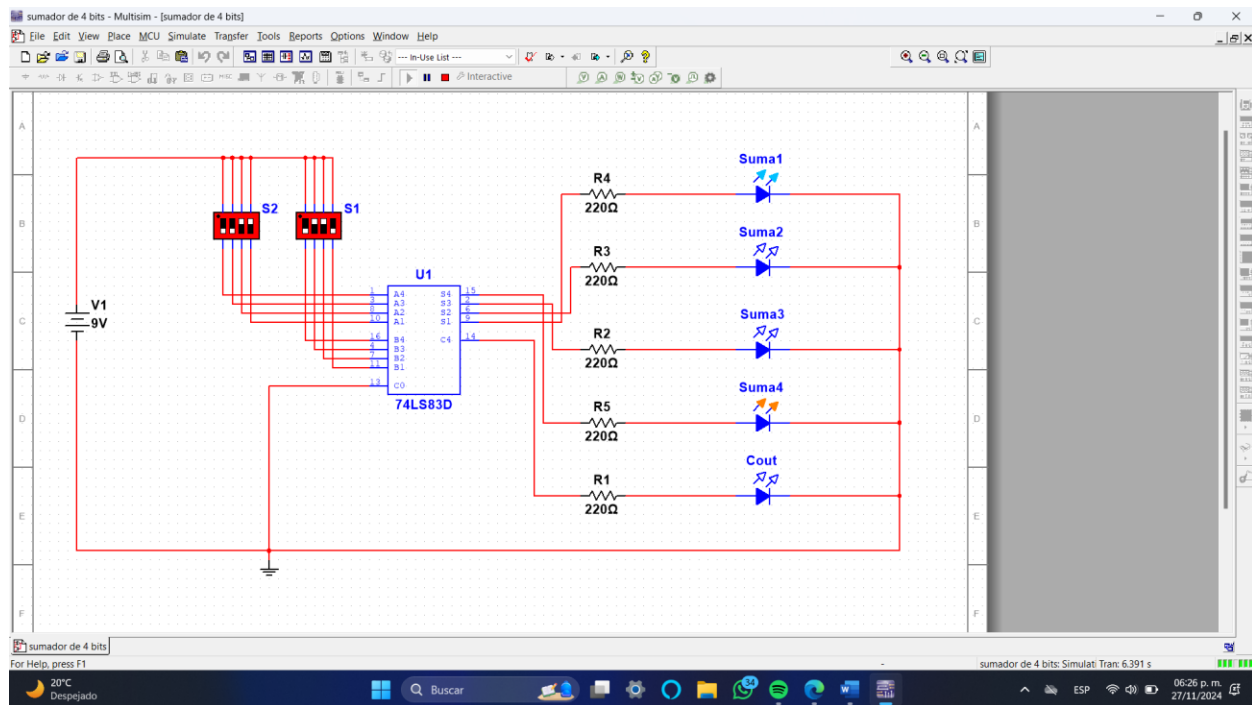 sumador de 4 bits - Multisim - [sumador de 4 bits]
File Edit View Place MCU Simulate Transfer Tools Reports Options Window Help
--- In-Use List ---
Interactive
A
A
B
B
C
C
D
D
E
E
F
F
S2
S1
V1
9V
U1
1 A4 S4 15
3 A3 S3 2
8 A2 S2 6
10 A1 S1 9
16 B4 C4 14
4 B3
7 B2
11 B1
13 C0
74LS83D
R4
220Ω
Suma1
R3
220Ω
Suma2
R2
220Ω
Suma3
R5
220Ω
Suma4
R1
220Ω
Cout
sumador de 4 bits
For Help, press F1
-
sumador de 4 bits: Simulati Tran: 6.391 s
20°C
Despejado
Buscar
34
ESP
06:26 p. m.
27/11/2024